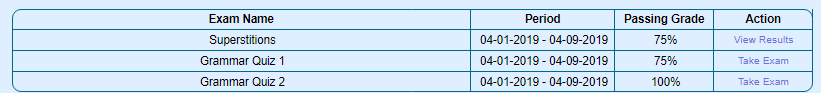 Exam Name Period Passing Grade Action
Superstitions 04-01-2019 - 04-09-2019 75% View Results
Grammar Quiz 1 04-01-2019 - 04-09-2019 75% Take Exam
Grammar Quiz 2 04-01-2019 - 04-09-2019 100% Take Exam